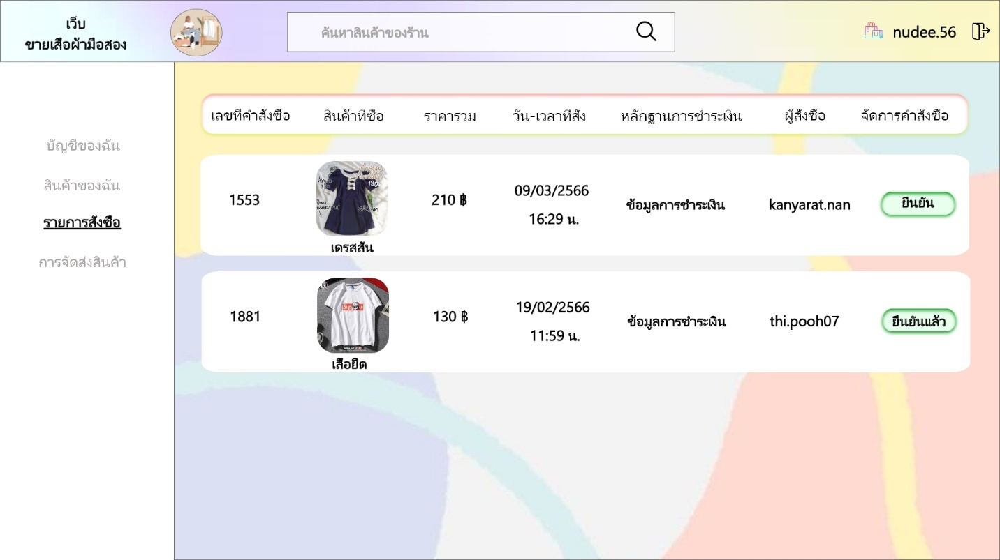 เว็บ
ขายเสื้อผ้ามือสอง
ค้นหาสินค้าของร้าน
nudee.56
บัญชีของฉัน
สินค้าของฉัน
รายการสั่งซื้อ
การจัดส่งสินค้า
เลขที่คำสั่งซื้อ สินค้าที่ซื้อ ราคารวม วัน-เวลาที่สั่ง หลักฐานการชำระเงิน ผู้สั่งซื้อ จัดการคำสั่งซื้อ
1553 210 ฿ 09/03/2566 ข้อมูลการชำระเงิน kanyarat.nan ยืนยัน
16:29 น.
เดรสสั้น
1881 130 ฿ 19/02/2566 ข้อมูลการชำระเงิน thi.pooh07 ยืนยันแล้ว
11:59 น.
เสื้อยืด